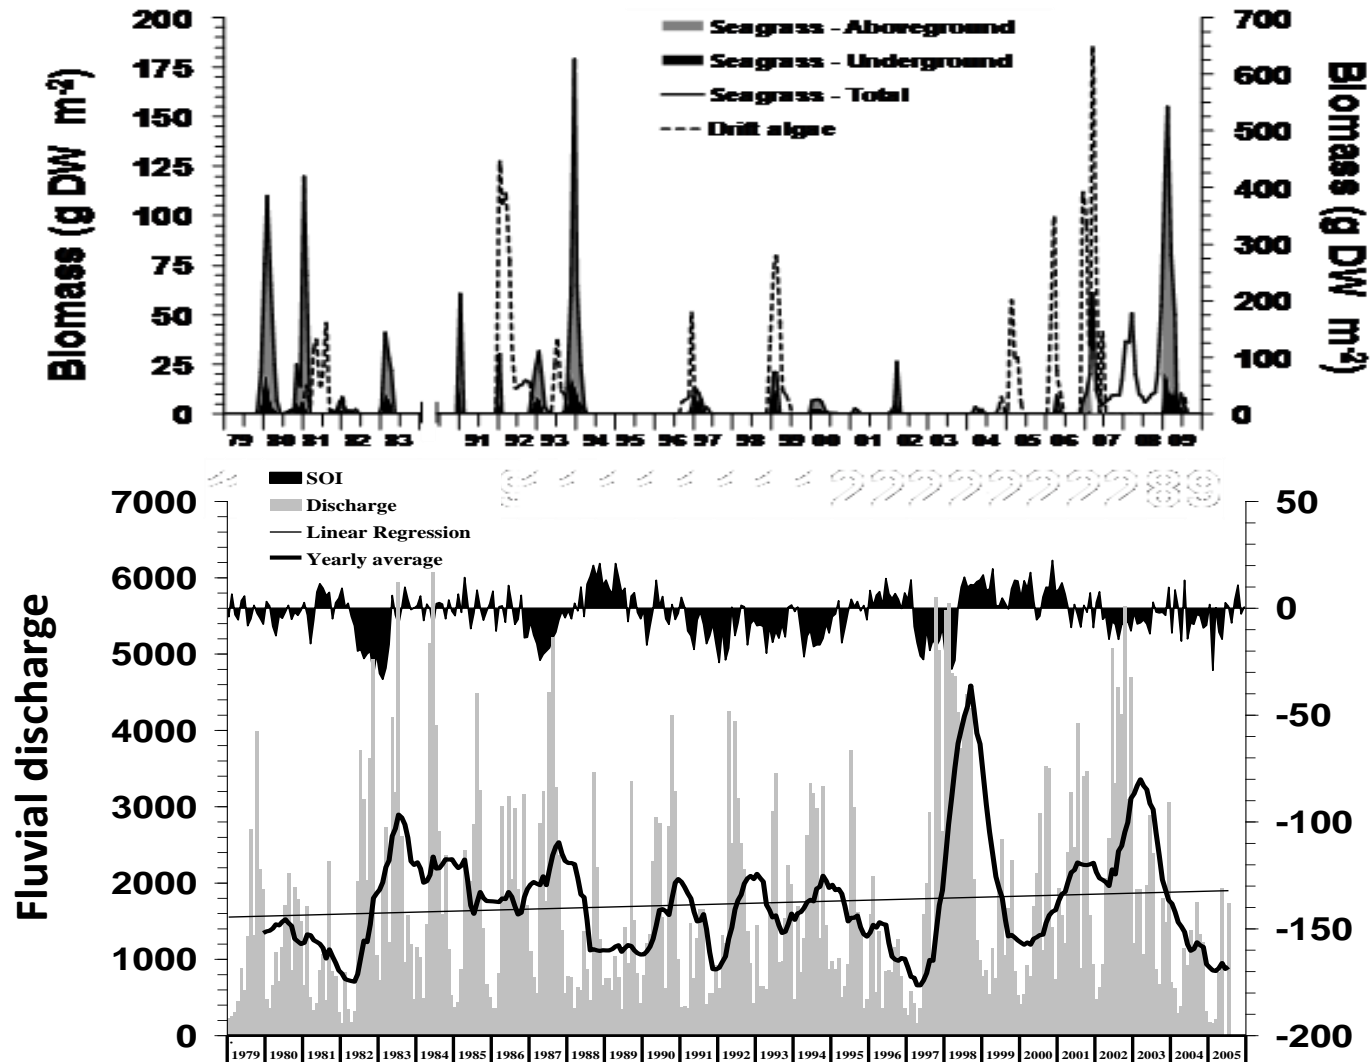 200
175
150
125
100
75
50
25
0
Biomass (g DW m-2)
Seagrass - Aboveground
Seagrass - Underground
Seagrass - Total
Drift algae
700
600
500
400
300
200
100
0
Biomass (g DW m-2)
79 80 81 82 83 91 92 93 94 95 96 97 98 99 00 01 02 03 04 05 06 07 08 09
SOI
Discharge
Linear Regression
Yearly average
7000
6000
5000
4000
3000
2000
1000
0
Fluvial discharge
50
0
-50
-100
-150
-200
1979 1980 1981 1982 1983 1984 1985 1986 1987 1988 1989 1990 1991 1992 1993 1994 1995 1996 1997 1998 1999 2000 2001 2002 2003 2004 2005